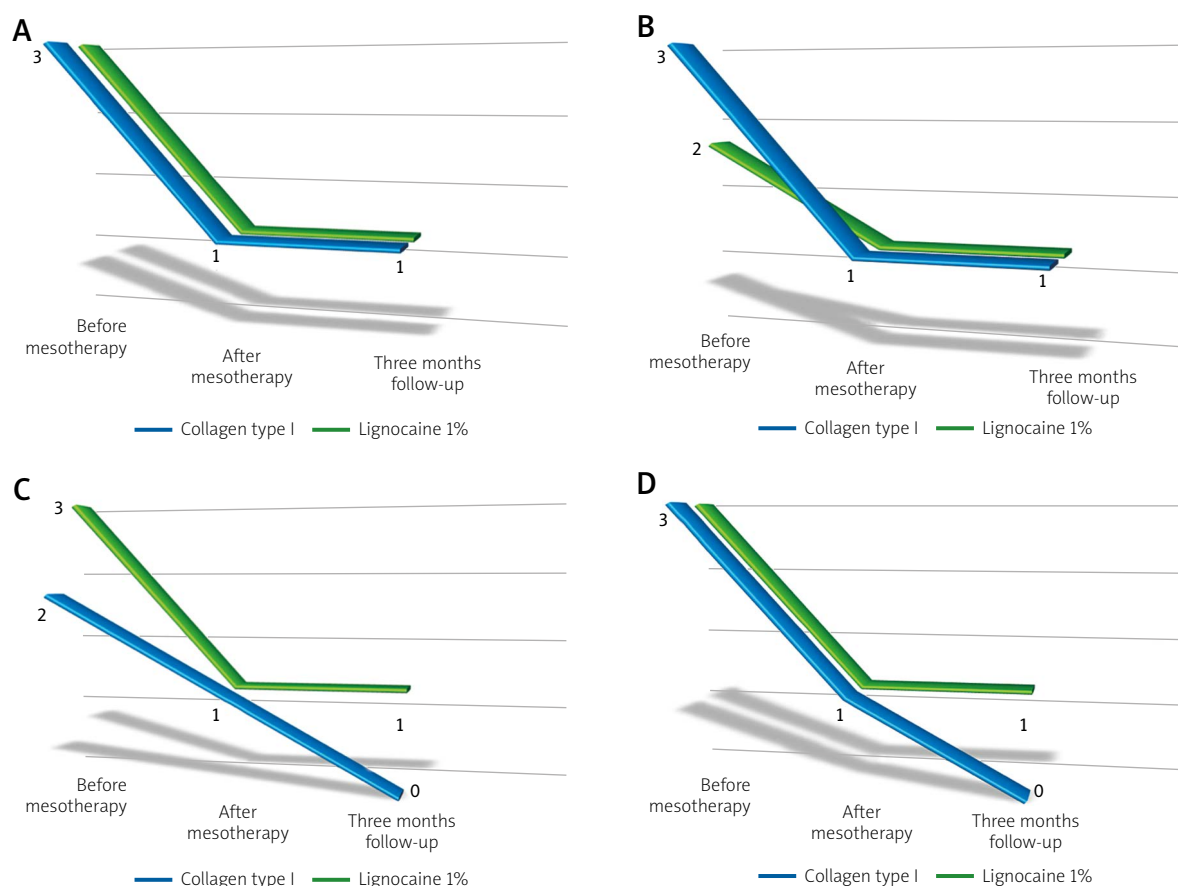 A
3
1
1
Before
mesotherapy
After
mesotherapy
Three months
follow-up
Collagen type I Lignocaine 1%
B
3
2
1
1
Before
mesotherapy
After
mesotherapy
Three months
follow-up
Collagen type I Lignocaine 1%
C
3
2
1
1
0
Before
mesotherapy
After
mesotherapy
Three months
follow-up
Collagen type I Lignocaine 1%
D
3
1
1
0
Before
mesotherapy
After
mesotherapy
Three months
follow-up
Collagen type I Lignocaine 1%